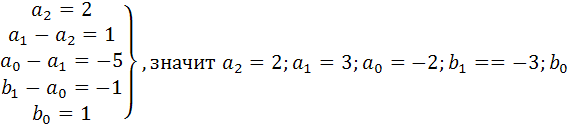 a₂ = 2
a₁ − a₂ = 1
a₀ − a₁ = −5
b₁ − a₀ = −1
b₀ = 1
} , значит a₂ = 2; a₁ = 3; a₀ = −2; b₁ == −3; b₀